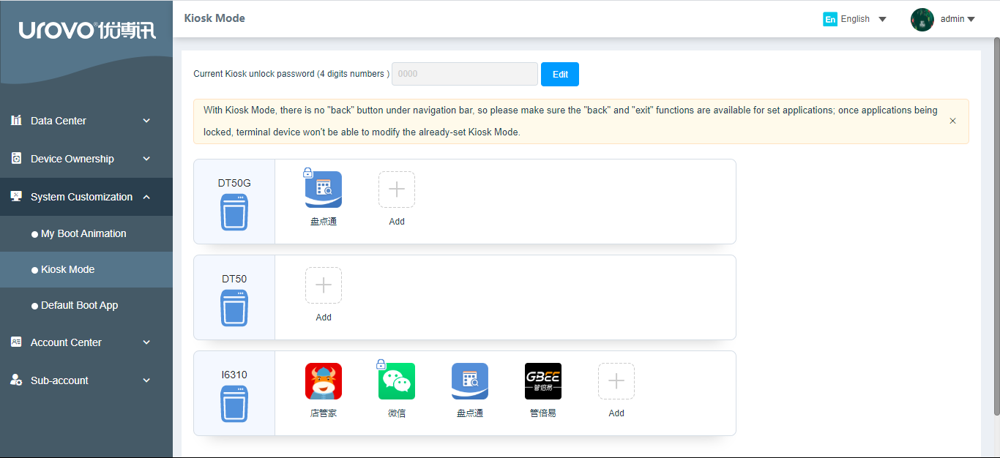 urovo®优博讯
Kiosk Mode
En English
admin
Data Center
Device Ownership
System Customization
My Boot Animation
Kiosk Mode
Default Boot App
Account Center
Sub-account
Current Kiosk unlock password (4 digits numbers ) 0000 Edit
With Kiosk Mode, there is no "back" button under navigation bar, so please make sure the "back" and "exit" functions are available for set applications; once applications being
locked, terminal device won't be able to modify the already-set Kiosk Mode.
DT50G
盘点通
Add
DT50
Add
I6310
店管家
微信
盘点通
GBEE
管倍易
管倍易
Add